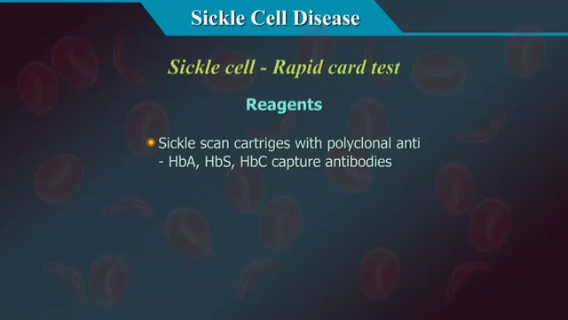 Sickle Cell Disease
Sickle cell - Rapid card test
Reagents
Sickle scan cartriges with polyclonal anti
- HbA, HbS, HbC capture antibodies